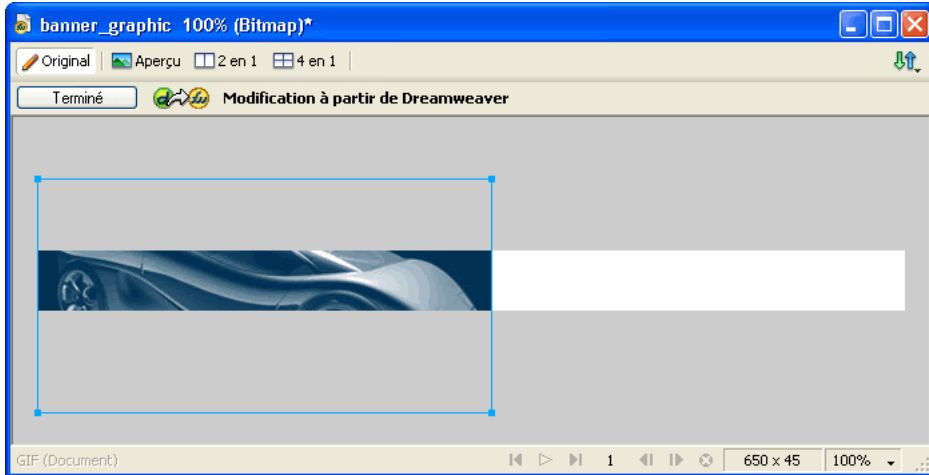 banner_graphic 100% (Bitmap)*
Original Aperçu 2 en 1 4 en 1
Terminé Modification à partir de Dreamweaver
GIF (Document) 1 650 x 45 100%